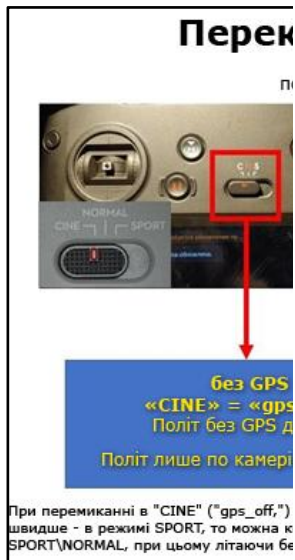 Перек
по
NORMAL
CINE
SPORT
C N S
без GPS
«CINE» = «gps
Політ без GPS д
Політ лише по камері
При перемиканні в "CINE" ("gps_off,")
швидше - в режимі SPORT, то можна к
SPORT\NORMAL, при цьому літаючи бе